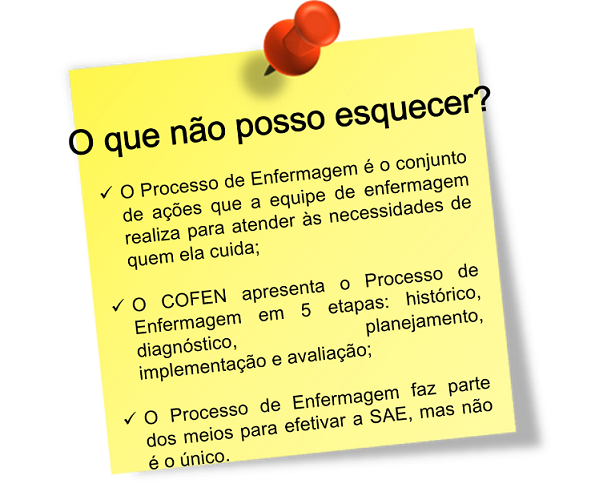 O que não posso esquecer?
✓ O Processo de Enfermagem é o conjunto
de ações que a equipe de enfermagem
realiza para atender às necessidades de
quem ela cuida;
✓ O COFEN apresenta o Processo de
Enfermagem em 5 etapas: histórico,
diagnóstico, planejamento,
implementação e avaliação;
✓ O Processo de Enfermagem faz parte
dos meios para efetivar a SAE, mas não
é o único.